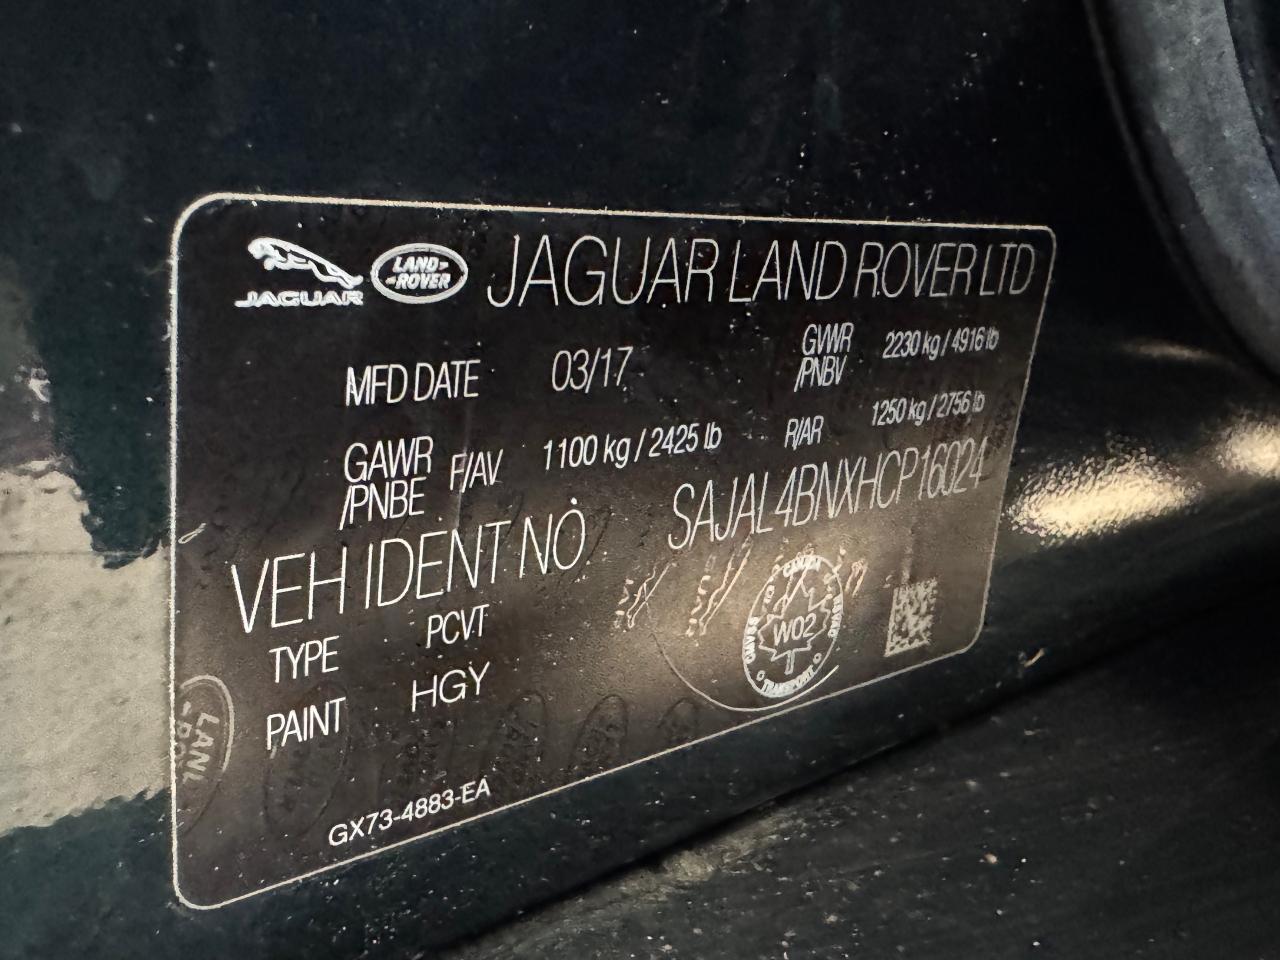 JAGUAR LAND ROVER JAGUAR LAND ROVER LTD
MFD DATE 03/17 GVWR /PNBV 2230 kg / 4916 lb
GAWR /PNBE F/AV 1100 kg / 2425 lb R/AR 1250 kg / 2756 lb
VEH IDENT NO SAJAL4BNXHCP16024
TYPE PCVT
PAINT HGY
W02
TRANSPORT
GX73-4883-EA